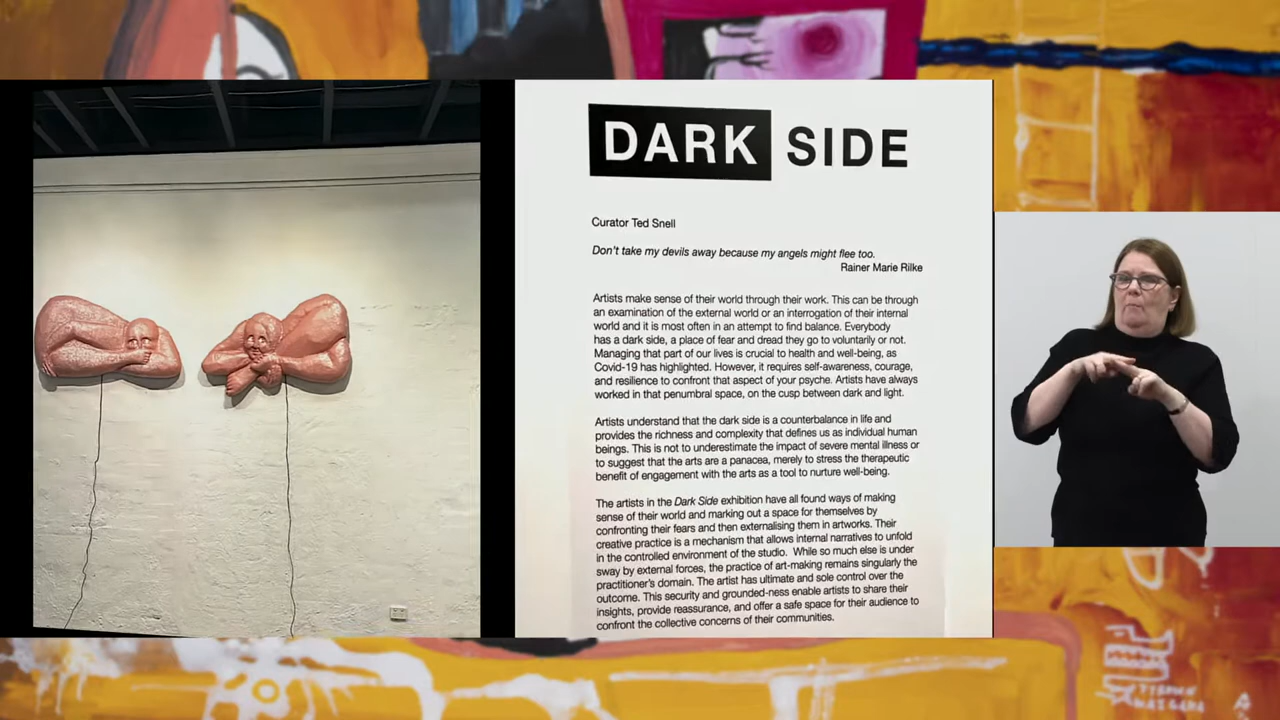 DARK SIDE
Curator Ted Snell
Don't take my devils away because my angels might flee too.
Rainer Marie Rilke
Artists make sense of their world through their work. This can be through
an examination of the external world or an interrogation of their internal
world and it is most often in an attempt to find balance. Everybody
has a dark side, a place of fear and dread they go to voluntarily or not.
Managing that part of our lives is crucial to health and well-being, as
Covid-19 has highlighted. However, it requires self-awareness, courage,
and resilience to confront that aspect of your psyche. Artists have always
worked in that penumbral space, on the cusp between dark and light.
Artists understand that the dark side is a counterbalance in life and
provides the richness and complexity that defines us as individual human
beings. This is not to underestimate the impact of severe mental illness or
to suggest that the arts are a panacea, merely to stress the therapeutic
benefit of engagement with the arts as a tool to nurture well-being.
The artists in the Dark Side exhibition have all found ways of making
sense of their world and marking out a space for themselves by
confronting their fears and then externalising them in artworks. Their
creative practice is a mechanism that allows internal narratives to unfold
in the controlled environment of the studio. While so much else is under
sway by external forces, the practice of art-making remains singularly the
practitioner's domain. The artist has ultimate and sole control over the
outcome. This security and grounded-ness enable artists to share their
insights, provide reassurance, and offer a safe space for their audience to
confront the collective concerns of their communities.